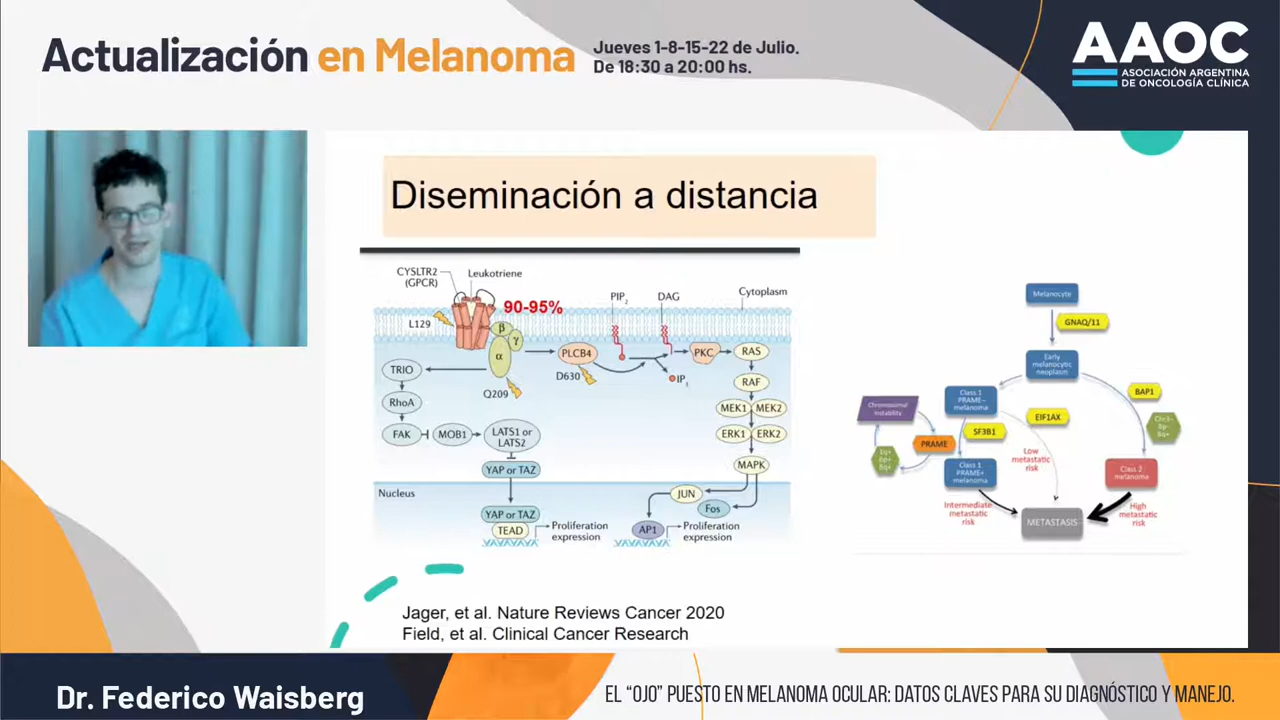 Actualización en Melanoma
Jueves 1-8-15-22 de Julio.
De 18:30 a 20:00 hs.
AAOC
ASOCIACIÓN ARGENTINA
DE ONCOLOGÍA CLÍNICA
Diseminación a distancia
CYSLTR2
(GPCR)
Leukotriene
90-95%
PIP2
DAG
Cytoplasm
L129
β
γ
α
PLCB4
PKC
RAS
TRIO
D630
IP
RAF
Q209
RhoA
MEK1
MEK2
FAK
MOB1
LATS1 or
LATS2
ERK1
ERK2
YAP or TAZ
MAPK
Nucleus
JUN
Fos
YAP or TAZ
TEAD
Proliferation
expression
AP1
Proliferation
expression
Melanocyte
GNAQ/11
Early
melanocytic
neoplasm
BAP1
Class 1
PRAME−
melanoma
EIF1AX
Chromosomal
instability
SF3B1
PRAME
Low
metastatic
risk
Class 1
PRAME+
melanoma
Class 2
melanoma
Intermediate
metastatic
risk
METASTASIS
High
metastatic
risk
Jager, et al. Nature Reviews Cancer 2020
Field, et al. Clinical Cancer Research
Dr. Federico Waisberg
EL “OJO” PUESTO EN MELANOMA OCULAR: DATOS CLAVES PARA SU DIAGNÓSTICO Y MANEJO.